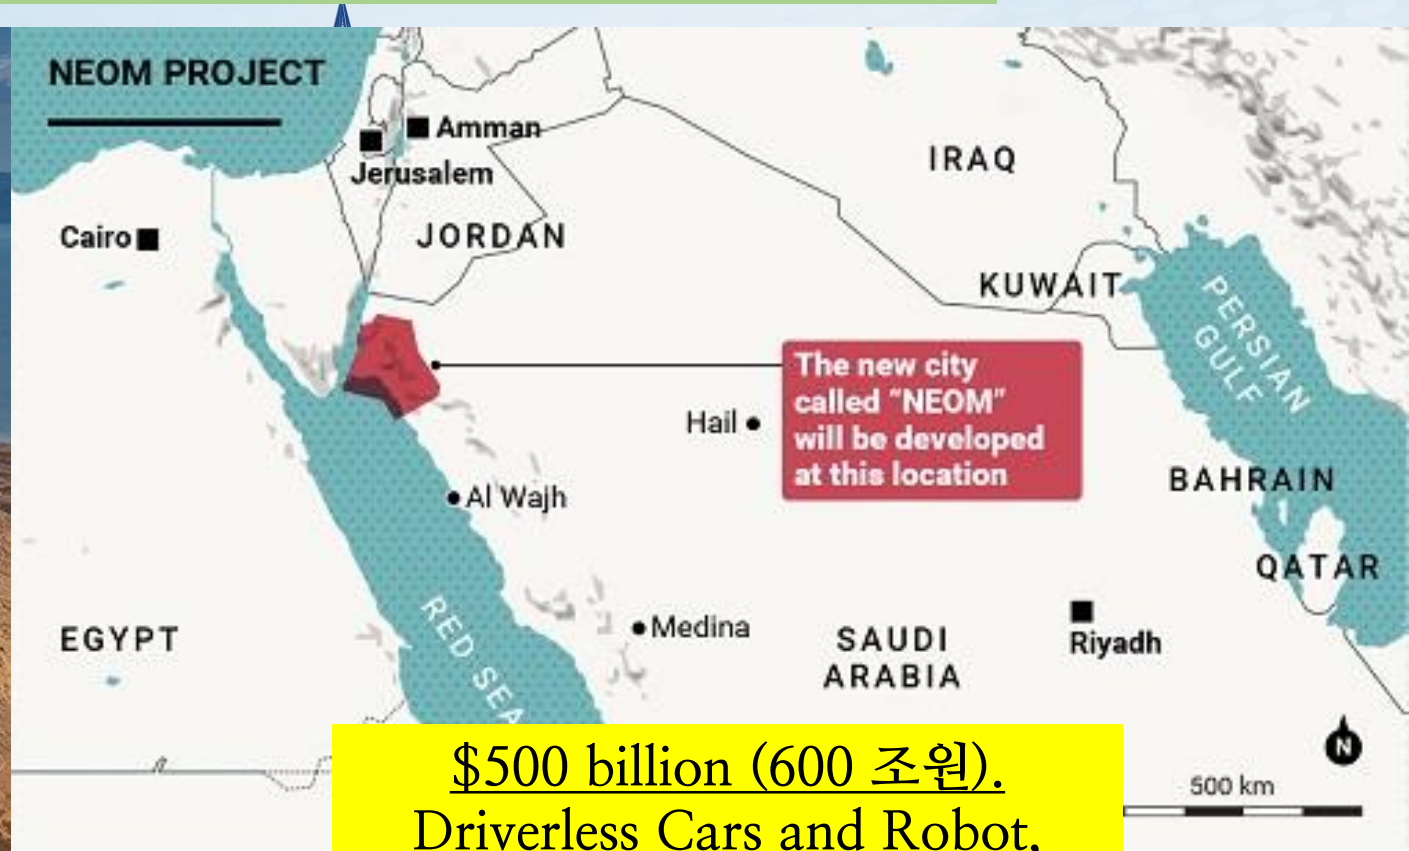 NEOM PROJECT
Amman
Jerusalem
IRAQ
Cairo
JORDAN
KUWAIT
PERSIAN
GULF
The new city
called “NEOM”
will be developed
at this location
Hail
BAHRAIN
Al Wajh
QATAR
EGYPT
RED SEA
Medina
SAUDI
ARABIA
Riyadh
N
500 km
$500 billion (600 조원).
Driverless Cars and Robot,